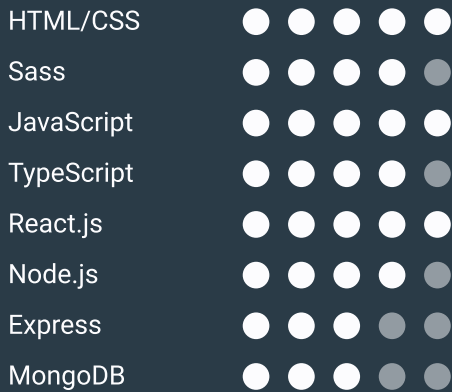 HTML/CSS
Sass
JavaScript
TypeScript
React.js
Node.js
Express
MongoDB